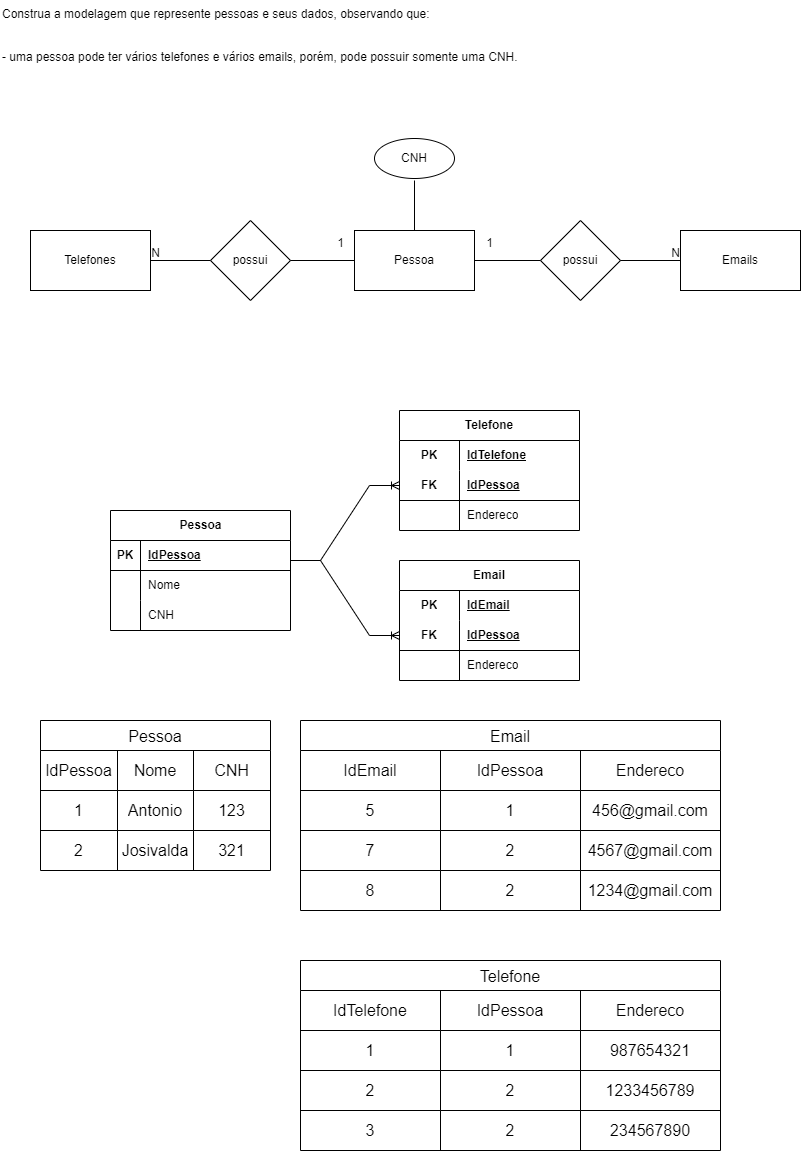 Construa a modelagem que represente pessoas e seus dados, observando que:
- uma pessoa pode ter vários telefones e vários emails, porém, pode possuir somente uma CNH.
CNH
Telefones N possui 1 Pessoa 1 possui N Emails
Telefone
PK IdTelefone
FK IdPessoa
Endereco
Pessoa
PK IdPessoa
Nome
CNH
Email
PK IdEmail
FK IdPessoa
Endereco
Pessoa
IdPessoa Nome CNH
1 Antonio 123
2 Josivalda 321
Email
IdEmail IdPessoa Endereco
5 1 456@gmail.com
7 2 4567@gmail.com
8 2 1234@gmail.com
Telefone
IdTelefone IdPessoa Endereco
1 1 987654321
2 2 1233456789
3 2 234567890